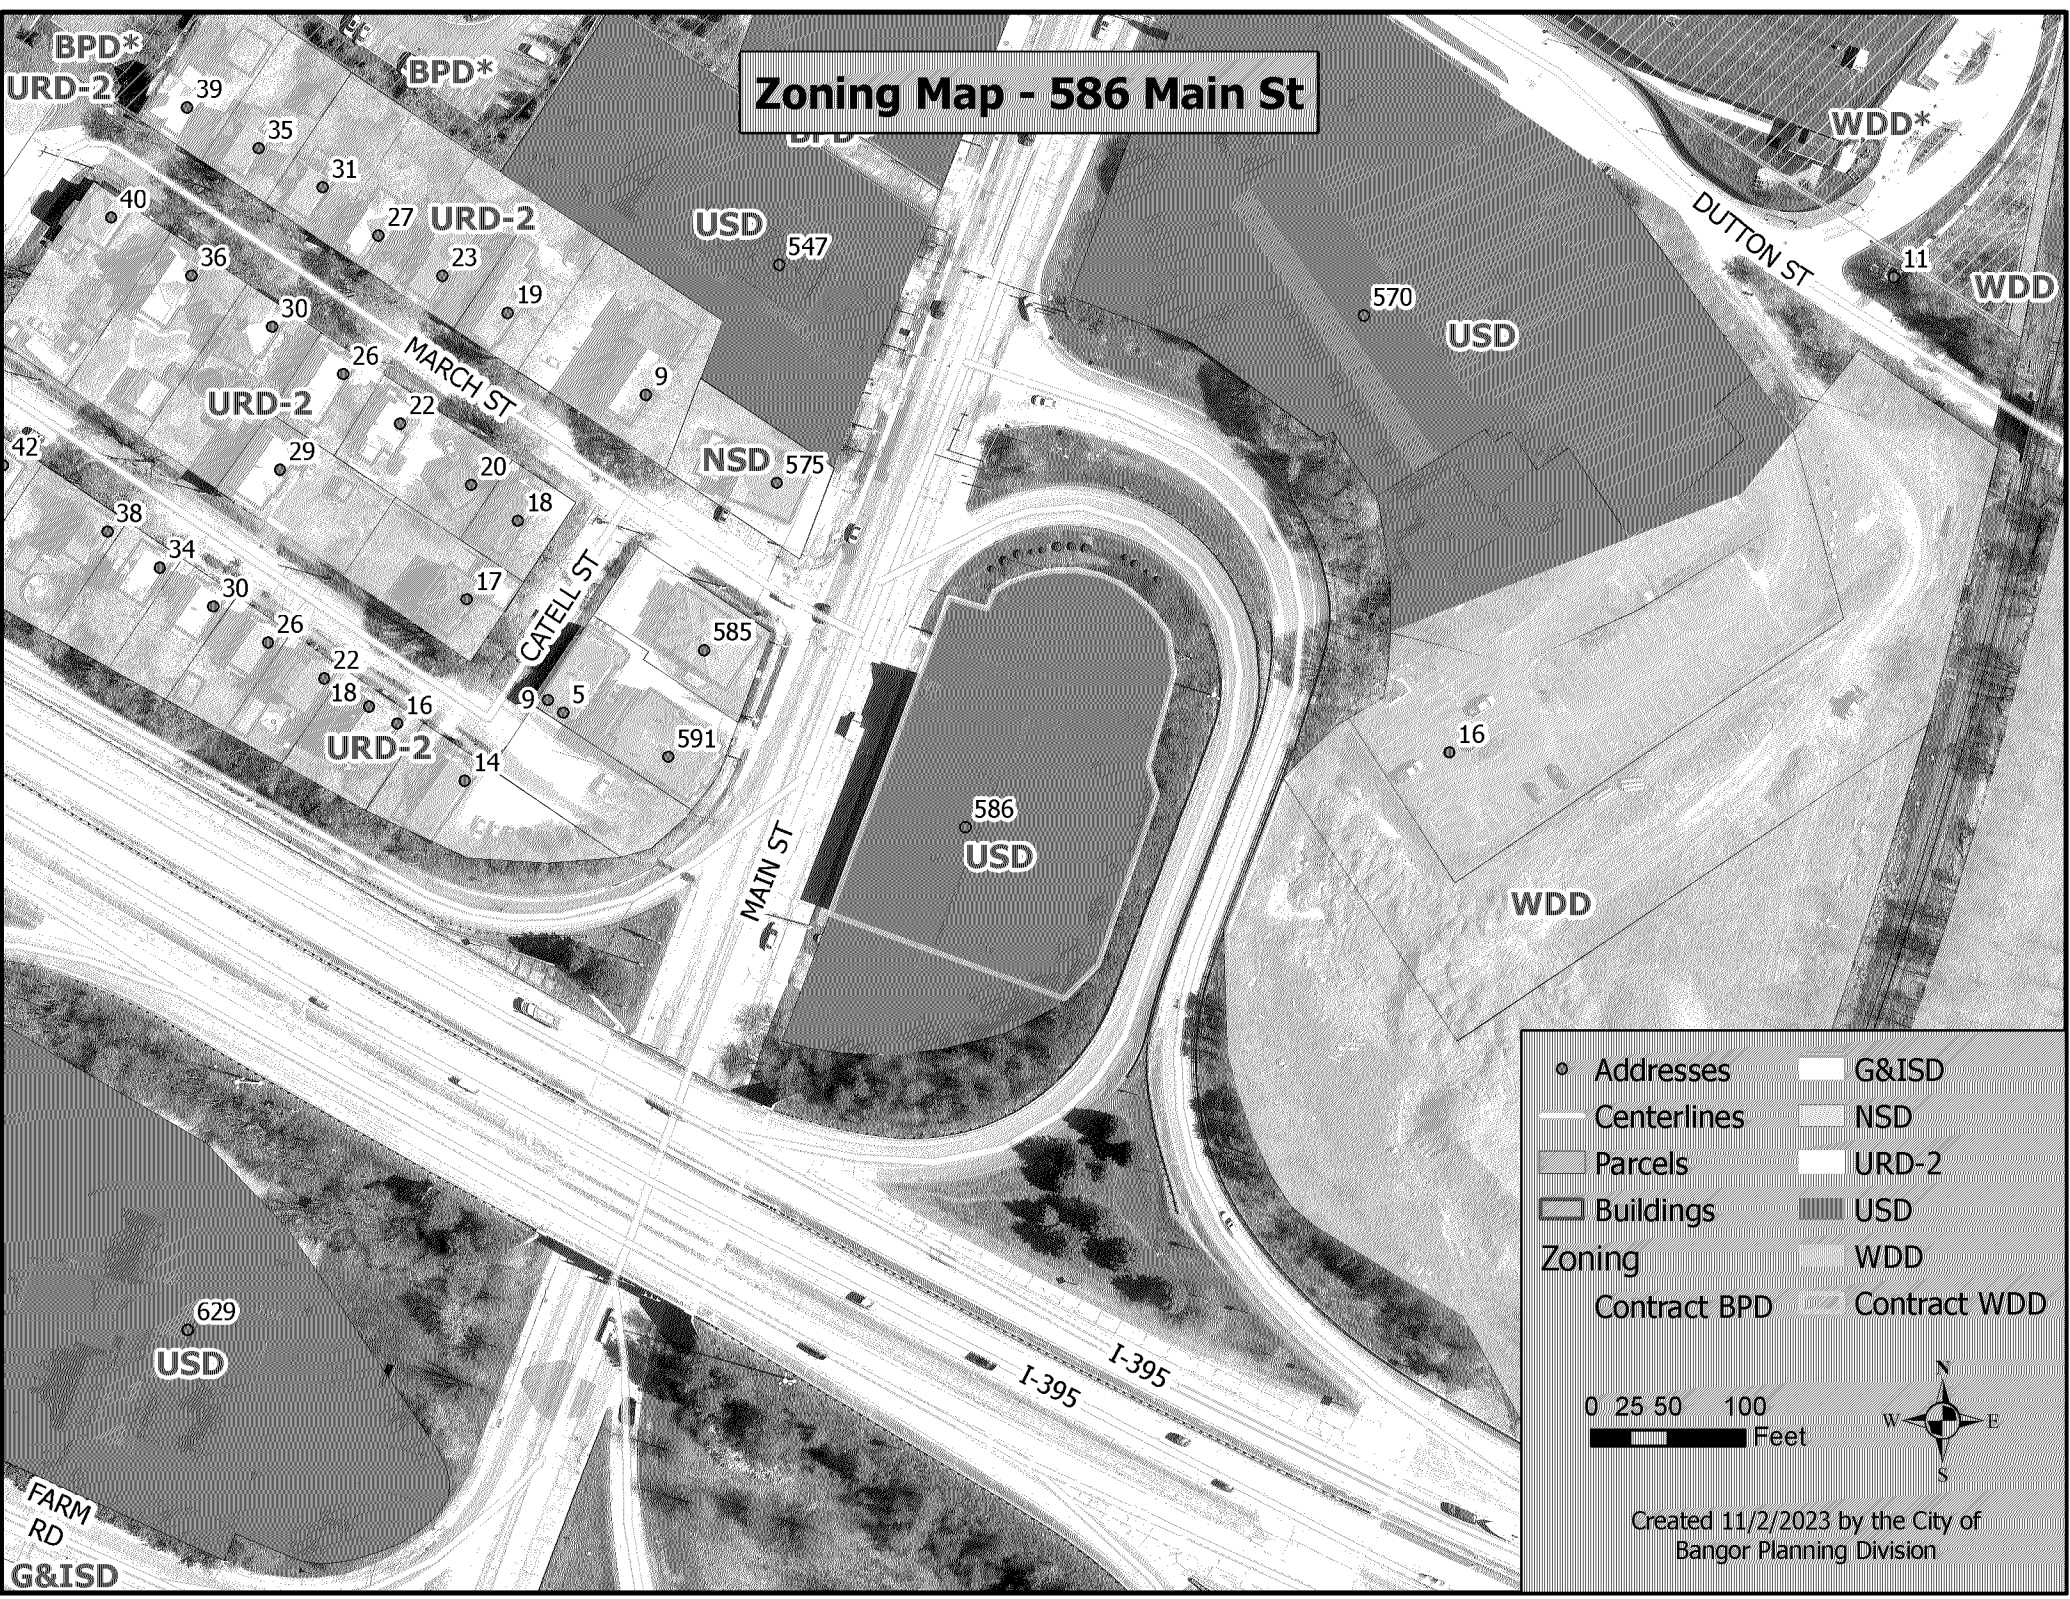 Zoning Map - 586 Main St
BPD*
URD-2
BPD*
BPD*
WDD*
39
35
31
40
27
URD-2
23
USD
547
DUTTON ST
11
WDD
36
19
570
USD
30
26
MARCH ST
9
URD-2
22
42
29
20
NSD
575
18
38
34
17
CATELL ST
30
26
585
22
18
9
5
16
URD-2
591
14
16
MAIN ST
586
USD
WDD
629
USD
I-395
I-395
FARM
RD
G&ISD
Addresses
Centerlines
Parcels
Buildings
Zoning
Contract BPD
G&ISD
NSD
URD-2
USD
WDD
Contract WDD
0 25 50 100
Feet
N
W
E
S
Created 11/2/2023 by the City of
Bangor Planning Division